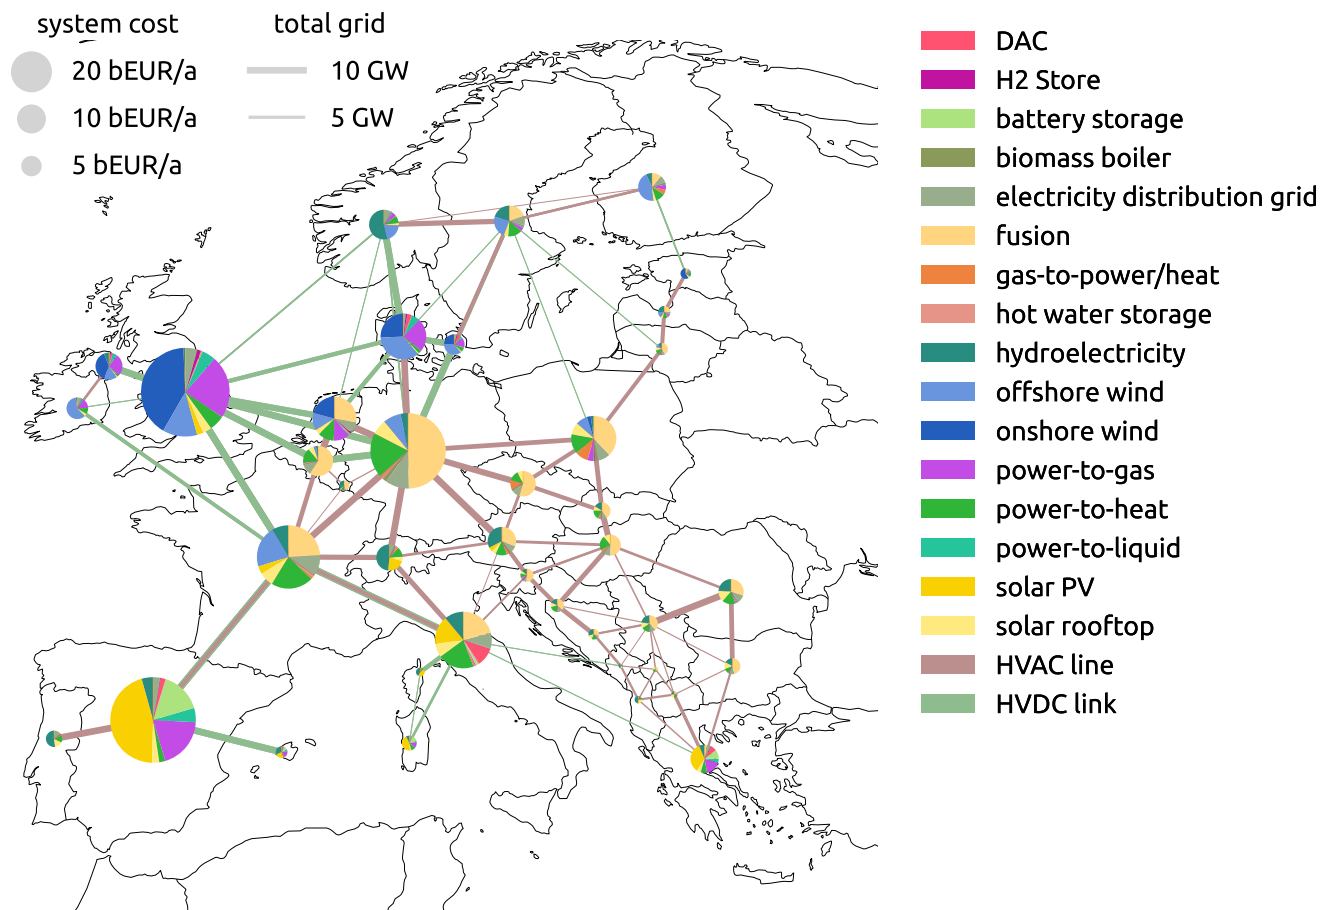 system cost
total grid
20 bEUR/a
10 GW
10 bEUR/a
5 GW
5 bEUR/a
DAC
H2 Store
battery storage
biomass boiler
electricity distribution grid
fusion
gas-to-power/heat
hot water storage
hydroelectricity
offshore wind
onshore wind
power-to-gas
power-to-heat
power-to-liquid
solar PV
solar rooftop
HVAC line
HVDC link